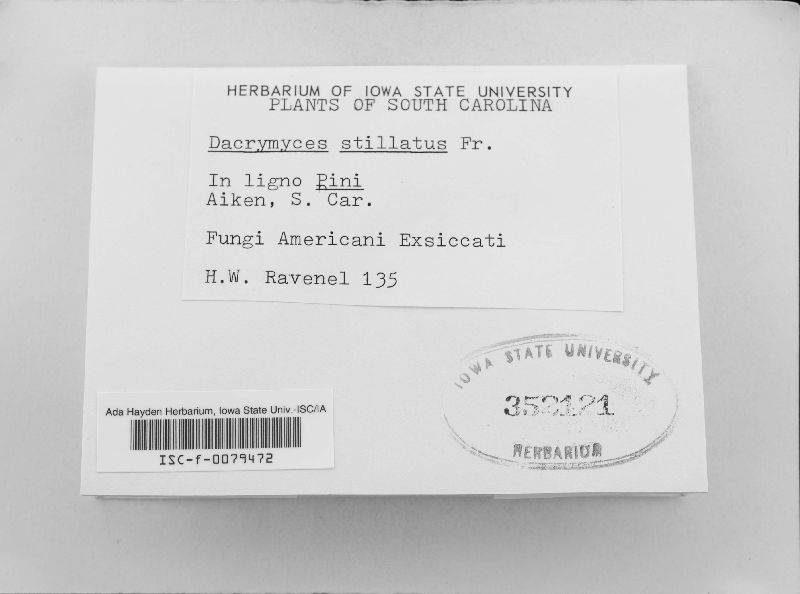 HERBARIUM OF IOWA STATE UNIVERSITY
PLANTS OF SOUTH CAROLINA
Dacrymyces stillatus Fr.
In ligno Pini
Aiken, S. Car.
Fungi Americani Exsiccati
H.W. Ravenel 135
IOWA STATE UNIVERSITY
352121
HERBARIUM
Ada Hayden Herbarium, Iowa State Univ.-ISC/IA
ISC-f-0079472